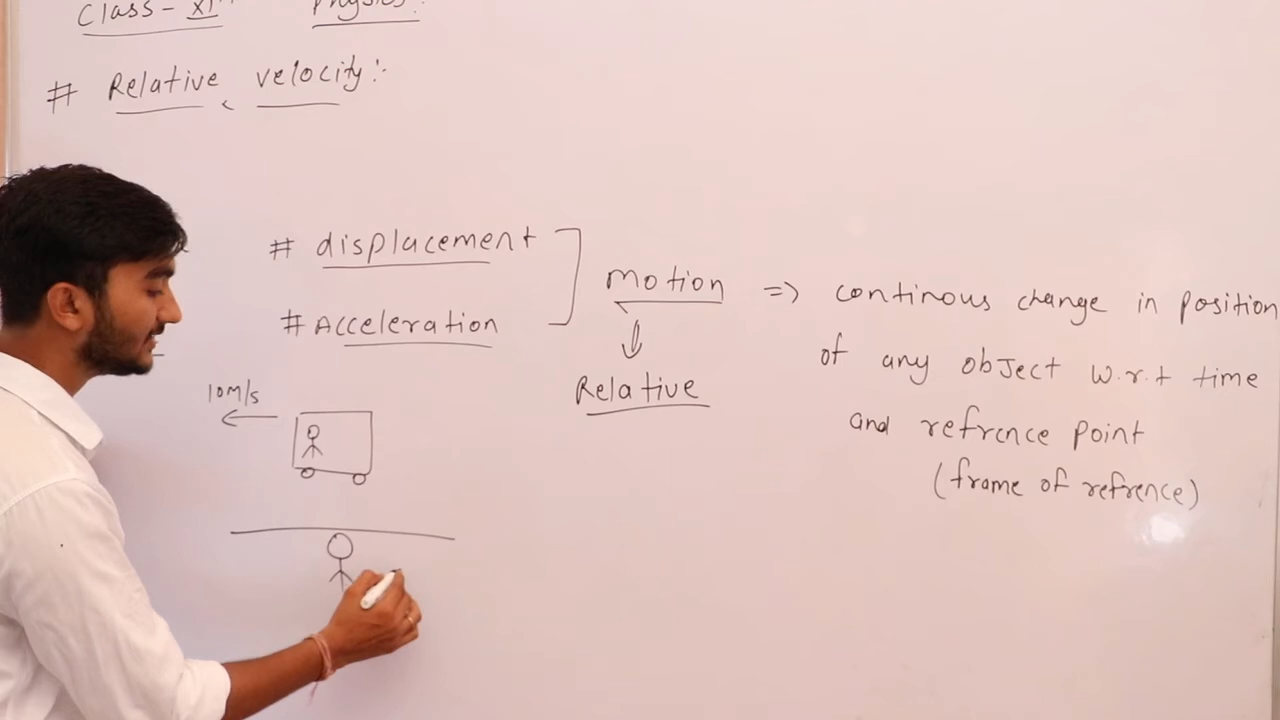 Class - XIth Physics:
# Relative velocity:-
# displacement
# Acceleration
Motion
Relative
=> continous change in position
of any object w.r.t time
and refrence point
(frame of refrence)
10M/s